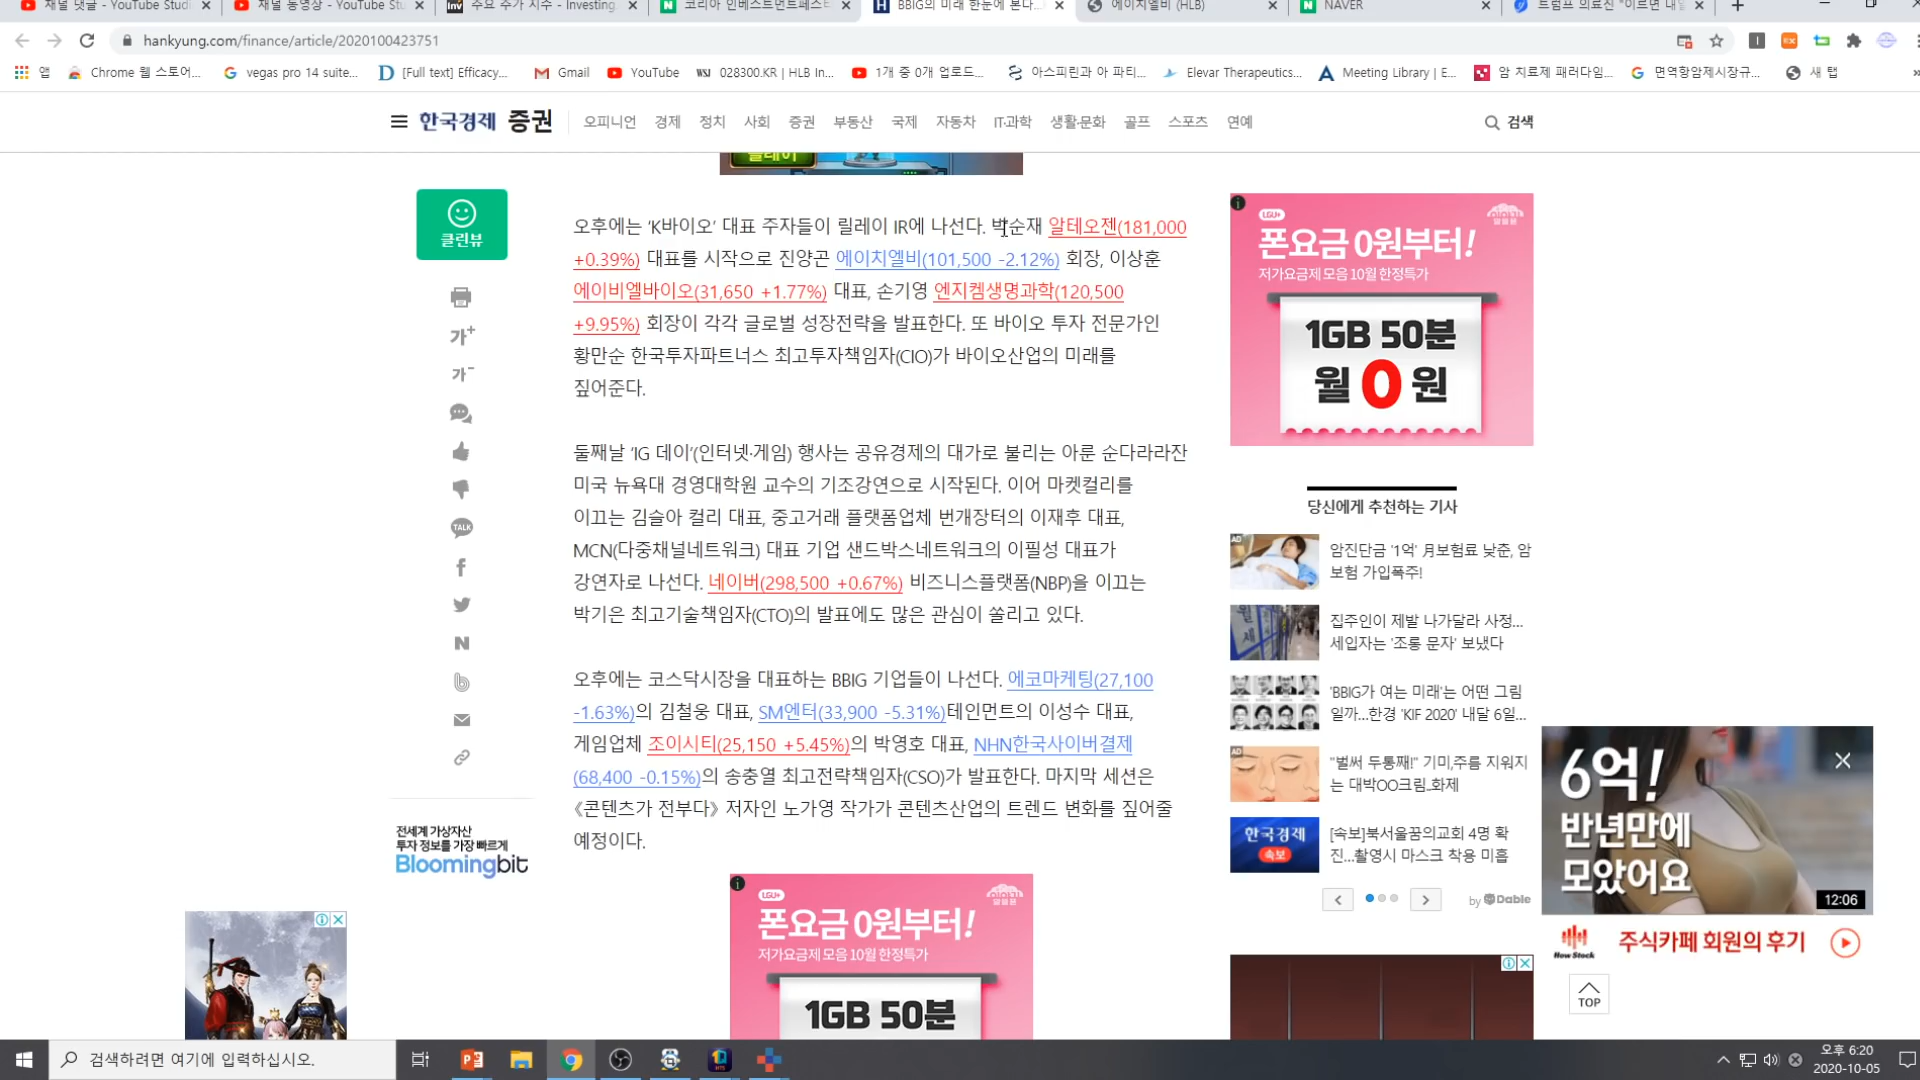 채널 댓글 - YouTube Studi
채널 동영상 - YouTube Stu
주요 주가 지수 - Investing.
코리아 인베스트먼트페스티
BBIG의 미래 한눈에 본다...
에이치엘비 (HLB)
NAVER
트럼프 의료진 "이르면 내일
hankyung.com/finance/article/2020100423751
앱
Chrome 웹 스토어...
vegas pro 14 suite...
[Full text] Efficacy...
Gmail
YouTube
WSJ 028300.KR | HLB In...
1개 중 0개 업로드...
아스피린과 아 파티...
Elevar Therapeutics...
Meeting Library | E...
암 치료제 패러다임...
면역항암제시장규...
새 탭
한국경제 증권
오피니언 경제 정치 사회 증권 부동산 국제 자동차 IT·과학 생활·문화 골프 스포츠 연예
검색
플레이
클린뷰
가+
가-
TALK
오후에는 ‘K바이오’ 대표 주자들이 릴레이 IR에 나선다. 박순재 알테오젠(181,000
+0.39%) 대표를 시작으로 진양곤 에이치엘비(101,500 -2.12%) 회장, 이상훈
에이비엘바이오(31,650 +1.77%) 대표, 손기영 엔지켐생명과학(120,500
+9.95%) 회장이 각각 글로벌 성장전략을 발표한다. 또 바이오 투자 전문가인
황만순 한국투자파트너스 최고투자책임자(CIO)가 바이오산업의 미래를
짚어준다.
둘째날 ‘IG 데이’(인터넷·게임) 행사는 공유경제의 대가로 불리는 아룬 순다라라잔
미국 뉴욕대 경영대학원 교수의 기조강연으로 시작된다. 이어 마켓컬리를
이끄는 김슬아 컬리 대표, 중고거래 플랫폼업체 번개장터의 이재후 대표,
MCN(다중채널네트워크) 대표 기업 샌드박스네트워크의 이필성 대표가
강연자로 나선다. 네이버(298,500 +0.67%) 비즈니스플랫폼(NBP)을 이끄는
박기은 최고기술책임자(CTO)의 발표에도 많은 관심이 쏠리고 있다.
오후에는 코스닥시장을 대표하는 BBIG 기업들이 나선다. 에코마케팅(27,100
-1.63%)의 김철웅 대표, SM엔터(33,900 -5.31%)테인먼트의 이성수 대표,
게임업체 조이시티(25,150 +5.45%)의 박영호 대표, NHN한국사이버결제
(68,400 -0.15%)의 송충열 최고전략책임자(CSO)가 발표한다. 마지막 세션은
《콘텐츠가 전부다》 저자인 노가영 작가가 콘텐츠산업의 트렌드 변화를 짚어줄
예정이다.
전세계 가상자산
투자 정보를 가장 빠르게
Bloomingbit
LGU+
폰요금 0원부터!
저가요금제 모음 10월 한정특가
1GB 50분
월 0 원
당신에게 추천하는 기사
AD
암진단금 '1억' 月보험료 낮춘, 암
보험 가입폭주!
집주인이 제발 나가달라 사정...
세입자는 '조롱 문자' 보냈다
'BBIG가 여는 미래'는 어떤 그림
일까...한경 'KIF 2020' 내달 6일...
AD
"벌써 두통째!" 기미,주름 지워지
는 대박OO크림..화제
한국경제
속보
[속보]북서울꿈의교회 4명 확
진...촬영시 마스크 착용 미흡
by Dable
6억!
반년만에
모았어요
12:06
How Stock
주식카페 회원의 후기
TOP
LGU+
폰요금 0원부터!
저가요금제 모음 10월 한정특가
1GB 50분
검색하려면 여기에 입력하십시오.
오후 6:20
2020-10-05